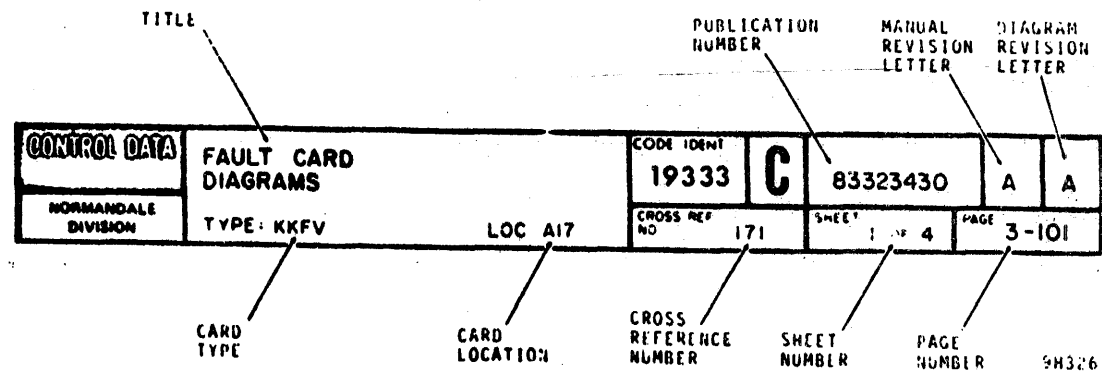 TITLE
PUBLICATION
NUMBER
MANUAL
REVISION
LETTER
DIAGRAM
REVISION
LETTER
CONTROL DATA
NORMANDALE
DIVISION
FAULT CARD
DIAGRAMS
TYPE: KKFV
LOC A17
CODE IDENT
19333
C
83323430
A
A
CROSS REF
NO 171
SHEET
1 OF 4
PAGE
3-101
CARD
TYPE
CARD
LOCATION
CROSS
REFERENCE
NUMBER
SHEET
NUMBER
PAGE
NUMBER
9H326